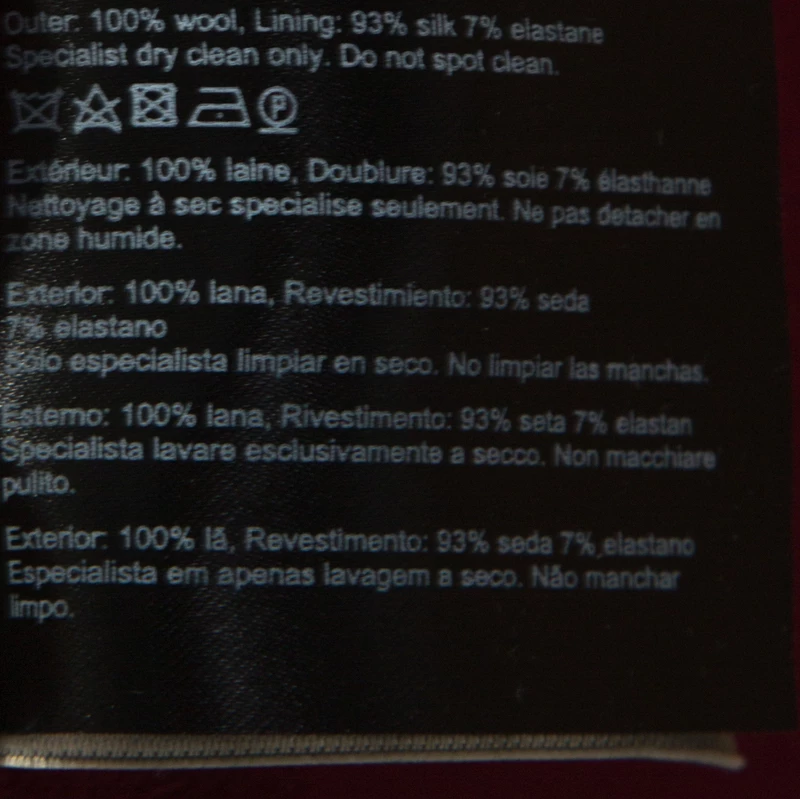 Outer: 100% wool, Lining: 93% silk 7% elastane
Specialist dry clean only. Do not spot clean.
P
Extérieur: 100% laine, Doublure: 93% soie 7% élasthanne
Nettoyage à sec specialise seulement. Ne pas detacher en
zone humide.
Exterior: 100% lana, Revestimiento: 93% seda
7% elastano
Sólo especialista limpiar en seco. No limpiar las manchas.
Esterno: 100% lana, Rivestimento: 93% seta 7% elastan
Specialista lavare esclusivamente a secco. Non macchiare
pulito.
Exterior: 100% lã, Revestimento: 93% seda 7% elastano
Especialista em apenas lavagem a seco. Não manchar
limpo.